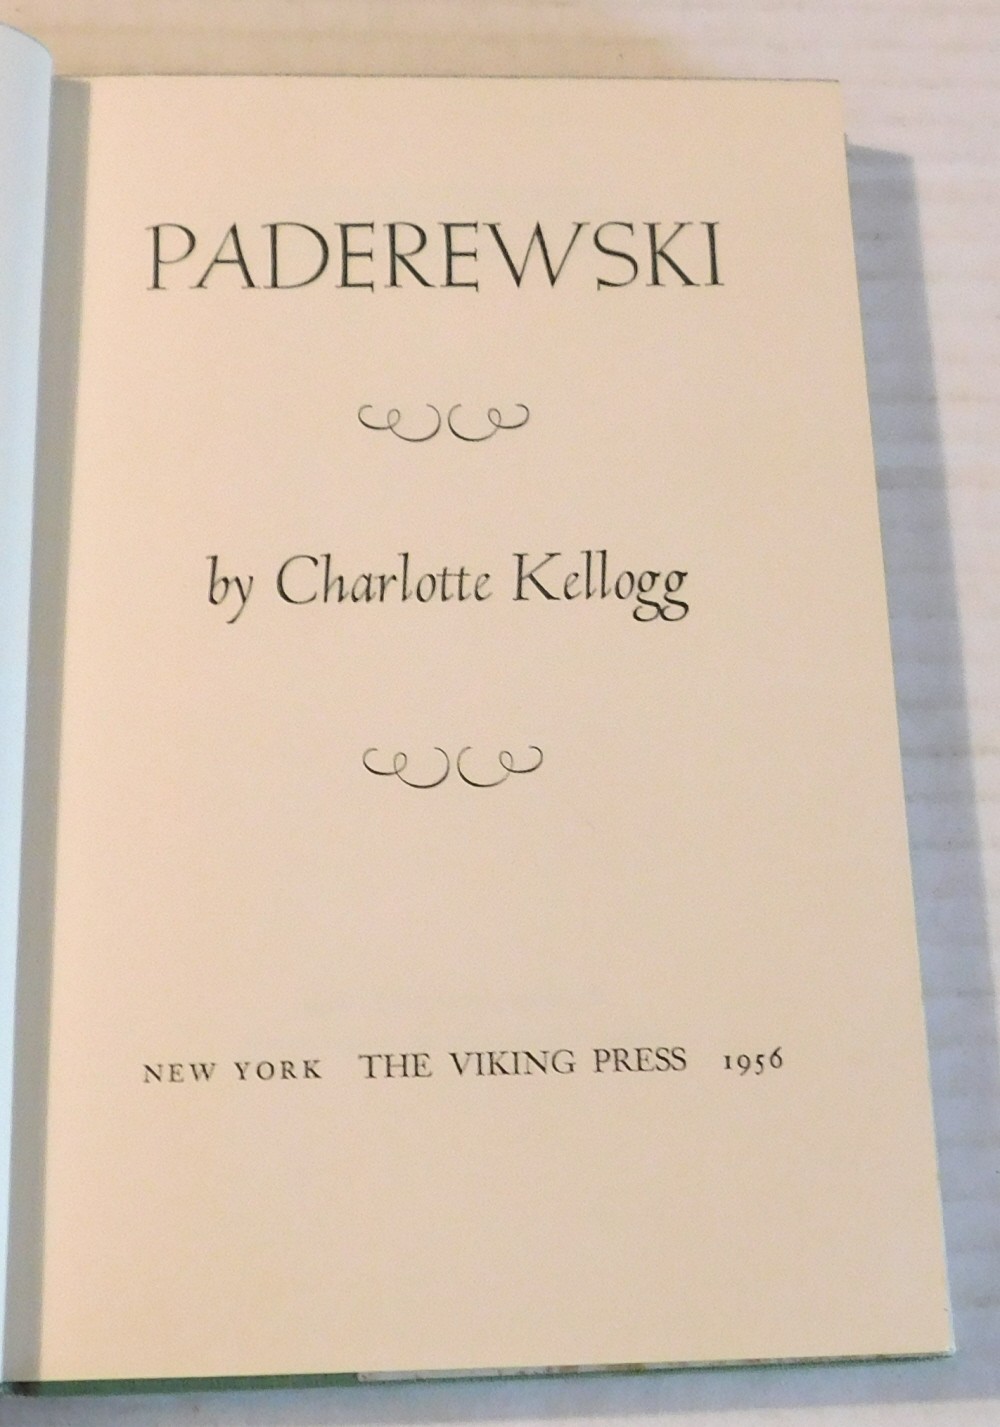 PADEREWSKI
by Charlotte Kellogg
NEW YORK THE VIKING PRESS 1956